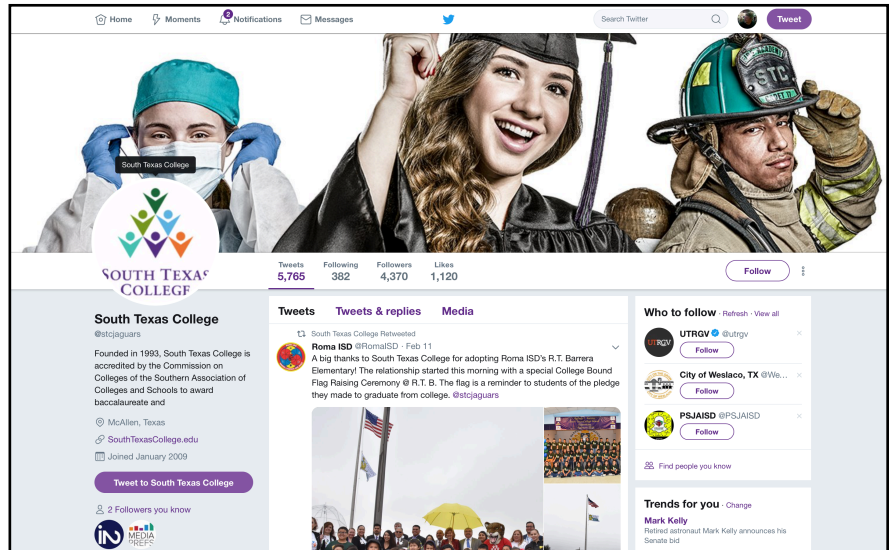 Home
Moments
2
Notifications
Messages
Search Twitter
Tweet
STC
South Texas College
SOUTH TEXAS
COLLEGE
Tweets
5,765
Following
382
Followers
4,370
Likes
1,120
Follow
South Texas College
@stcjaguars
Founded in 1993, South Texas College is
accredited by the Commission on
Colleges of the Southern Association of
Colleges and Schools to award
baccalaureate and
McAllen, Texas
SouthTexasCollege.edu
Joined January 2009
Tweet to South Texas College
2 Followers you know
MEDIA
PREFS
Tweets Tweets & replies Media
South Texas College Retweeted
Roma ISD @RomaISD · Feb 11
A big thanks to South Texas College for adopting Roma ISD's R.T. Barrera
Elementary! The relationship started this morning with a special College Bound
Flag Raising Ceremony @ R.T. B. The flag is a reminder to students of the pledge
they made to graduate from college. @stcjaguars
Who to follow · Refresh · View all
UTRGV
UTRGV @utrgv
Follow
City of Weslaco, TX @We...
Follow
PSJAISD @PSJAISD
Follow
Find people you know
Trends for you · Change
Mark Kelly
Retired astronaut Mark Kelly announces his
Senate bid